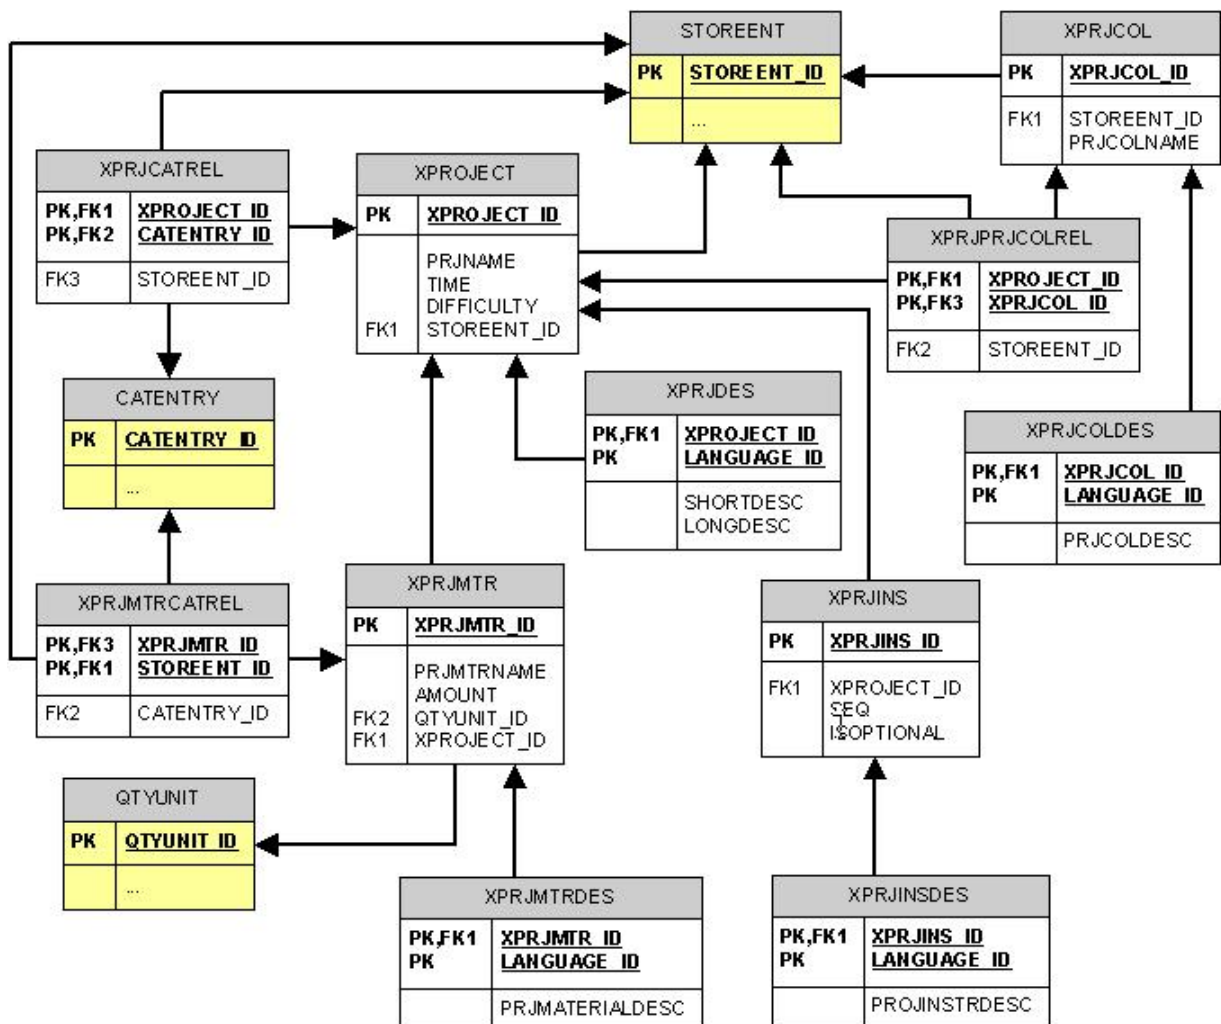 STOREENT
PK STOREENT_ID
...
XPRJCOL
PK XPRJCOL_ID
FK1 STOREENT_ID
PRJCOLNAME
XPRJCATREL
PK,FK1 XPROJECT_ID
PK,FK2 CATENTRY_ID
FK3 STOREENT_ID
XPROJECT
PK XPROJECT_ID
PRJNAME
TIME
DIFFICULTY
FK1 STOREENT_ID
XPRJPRJCOLREL
PK,FK1 XPROJECT_ID
PK,FK3 XPRJCOL_ID
FK2 STOREENT_ID
CATENTRY
PK CATENTRY_ID
...
XPRJDES
PK,FK1 XPROJECT_ID
PK LANGUAGE_ID
SHORTDESC
LONGDESC
XPRJCOLDES
PK,FK1 XPRJCOL_ID
PK LANGUAGE_ID
PRJCOLDESC
XPRJMTRCATREL
PK,FK3 XPRJMTR_ID
PK,FK1 STOREENT_ID
FK2 CATENTRY_ID
XPRJMTR
PK XPRJMTR_ID
PRJMTRNAME
AMOUNT
FK2 QTYUNIT_ID
FK1 XPROJECT_ID
XPRJINS
PK XPRJINS_ID
FK1 XPROJECT_ID
SEQ
ISOPTIONAL
QTYUNIT
PK QTYUNIT_ID
...
XPRJMTRDES
PK,FK1 XPRJMTR_ID
PK LANGUAGE_ID
PRJMATERIALDESC
XPRJINSDES
PK,FK1 XPRJINS_ID
PK LANGUAGE_ID
PROJINSTRDESC